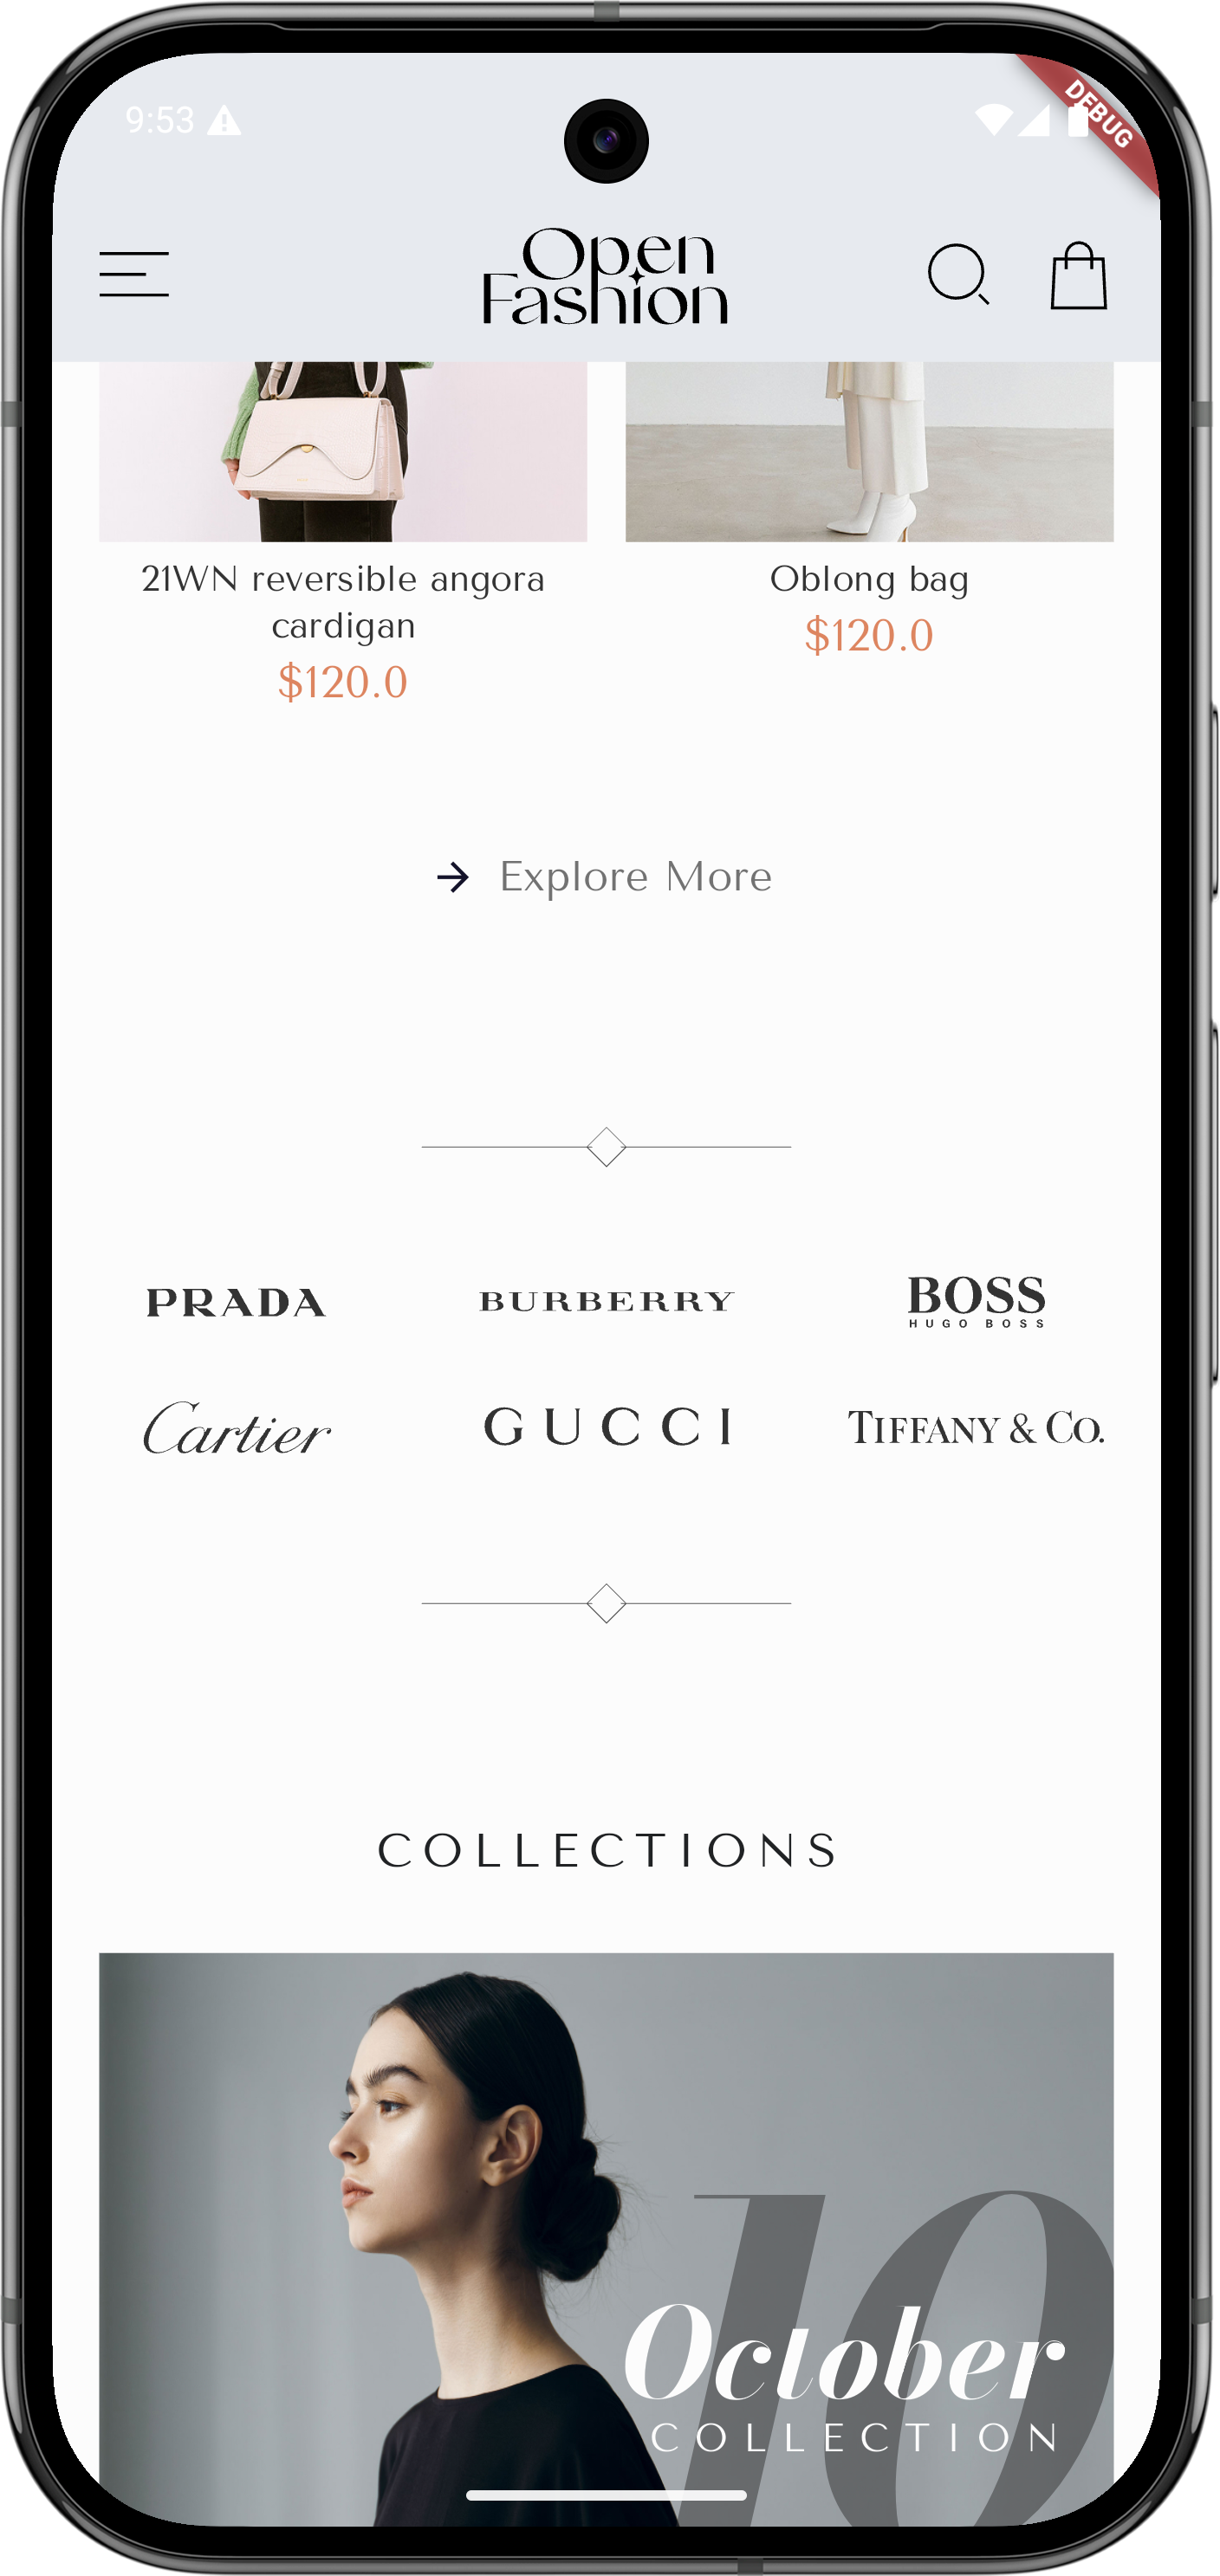 9:53
DEBUG
Open
Fashion
21WN reversible angora
cardigan
$120.0
Oblong bag
$120.0
Explore More
PRADA
BURBERRY
BOSS
HUGO BOSS
Cartier
GUCCI
TIFFANY & CO.
COLLECTIONS
10
October
COLLECTION